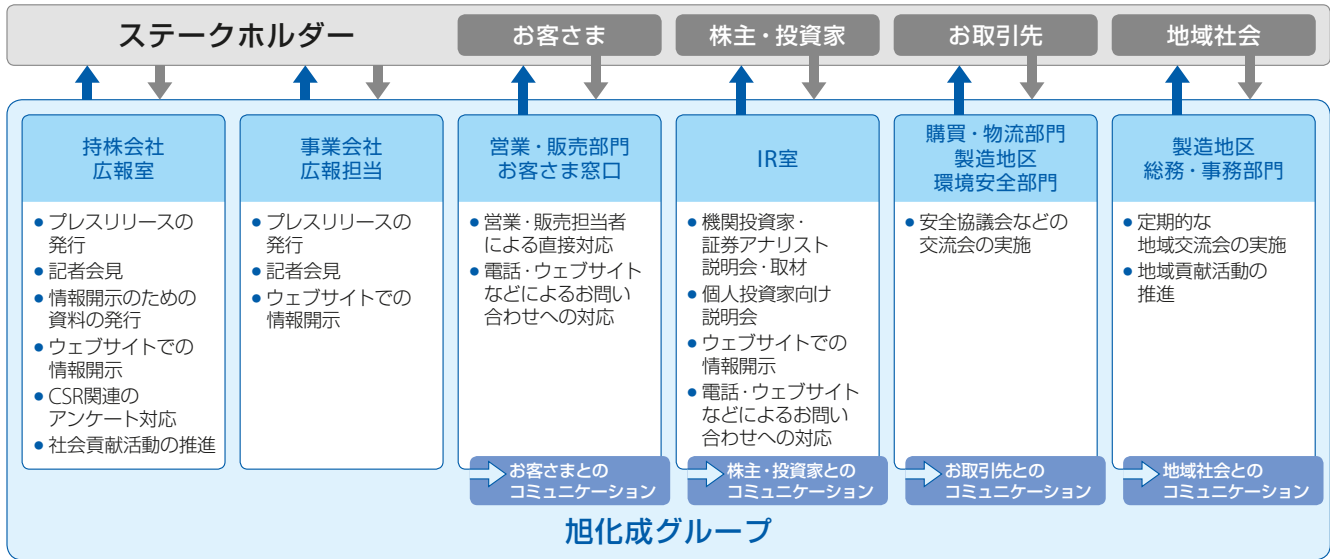 ステークホルダー
お客さま
株主・投資家
お取引先
地域社会
持株会社
広報室
●プレスリリースの
発行
●記者会見
●情報開示のための
資料の発行
●ウェブサイトでの
情報開示
●CSR関連の
アンケート対応
●社会貢献活動の推進
事業会社
広報担当
●プレスリリースの
発行
●記者会見
●ウェブサイトでの
情報開示
営業・販売部門
お客さま窓口
●営業・販売担当者
による直接対応
●電話・ウェブサイト
などによるお問い
合わせへの対応
お客さまとの
コミュニケーション
IR室
●機関投資家・
証券アナリスト
説明会・取材
●個人投資家向け
説明会
●ウェブサイトでの
情報開示
●電話・ウェブサイト
などによるお問い
合わせへの対応
株主・投資家との
コミュニケーション
購買・物流部門
製造地区
環境安全部門
●安全協議会などの
交流会の実施
お取引先との
コミュニケーション
製造地区
総務・事務部門
●定期的な
地域交流会の実施
●地域貢献活動の
推進
地域社会との
コミュニケーション
旭化成グループ